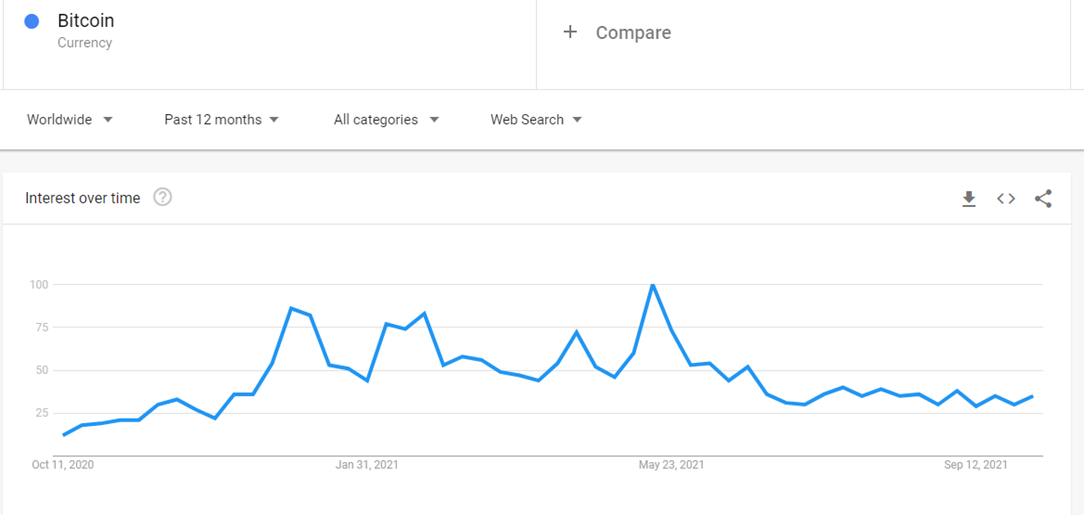 Bitcoin
Currency
+ Compare
Worldwide
Past 12 months
All categories
Web Search
Interest over time ?
100
75
50
25
Oct 11, 2020
Jan 31, 2021
May 23, 2021
Sep 12, 2021